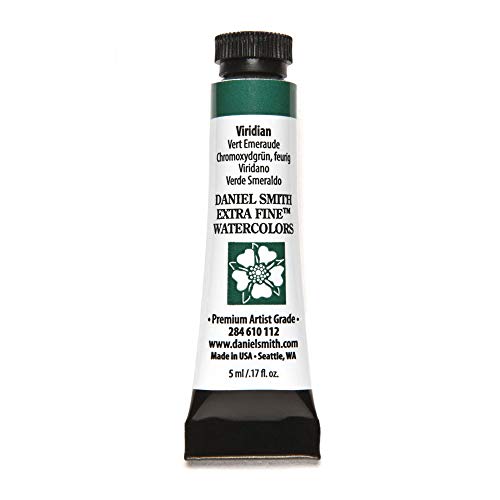 Viridian
Vert Emeraude
Chromoxydgrün, feurig
Viridano
Verde Smeraldo
DANIEL SMITH
EXTRA FINE™
WATERCOLORS
• Premium Artist Grade •
284 610 112
www.danielsmith.com
Made in USA • Seattle, WA
5 ml/.17 fl. oz.